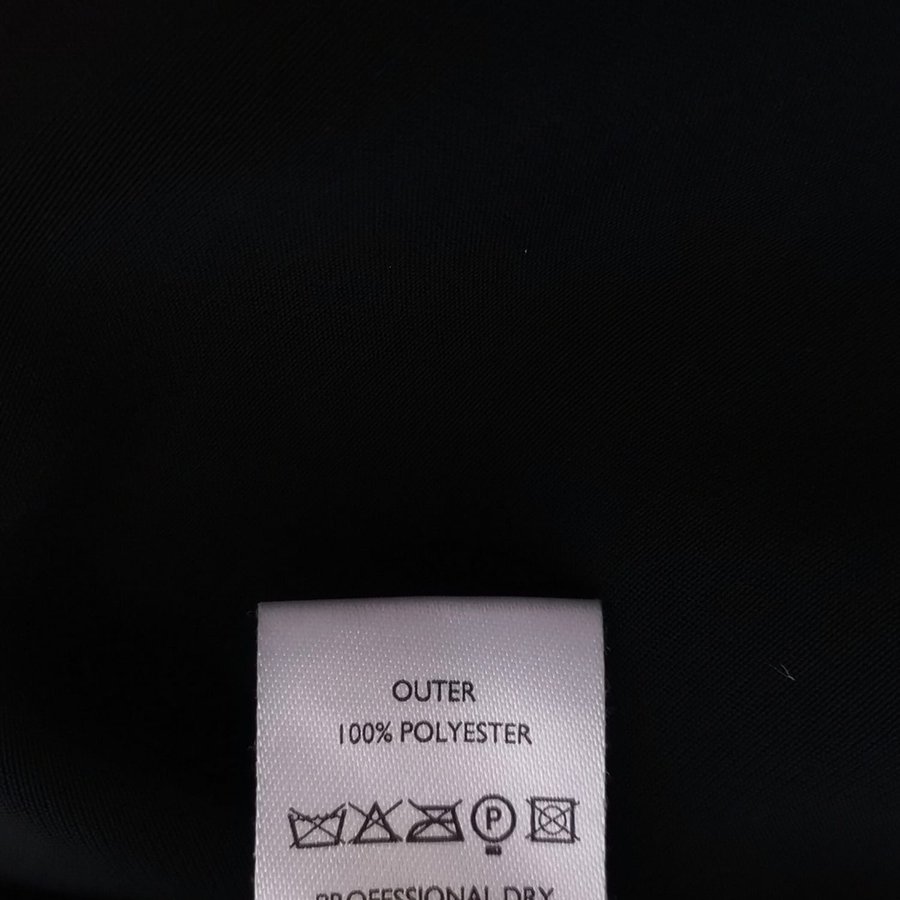 OUTER
100% POLYESTER
P
PROFESSIONAL DRY